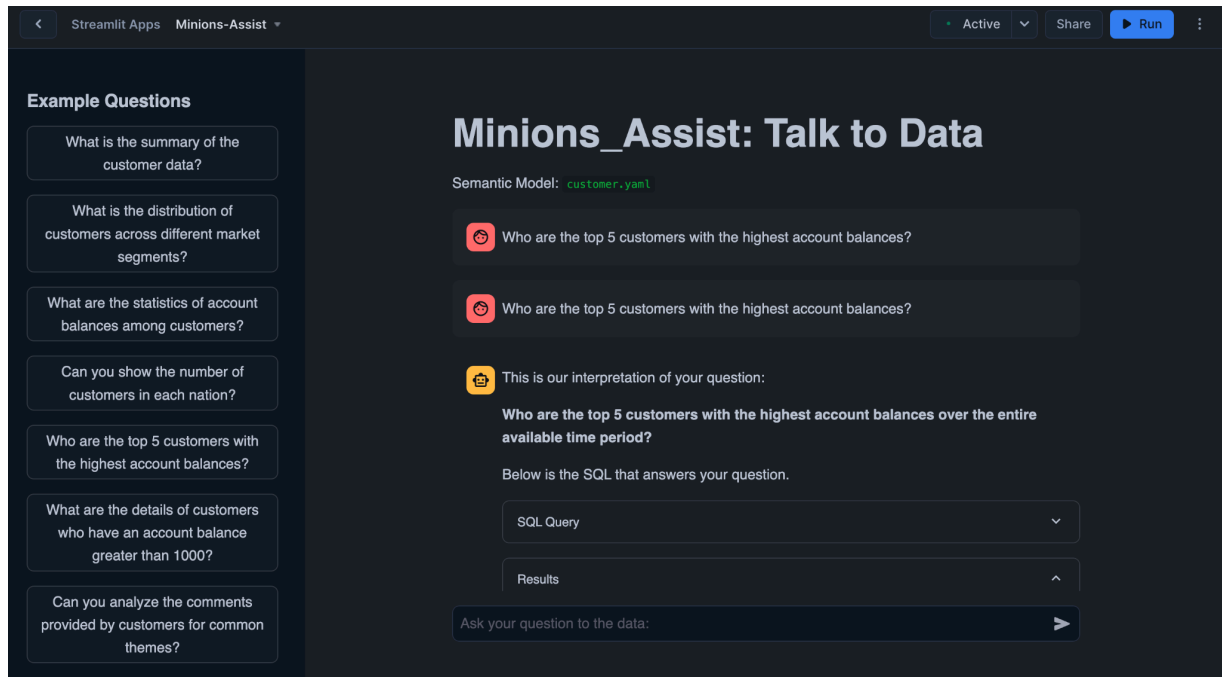 Streamlit Apps Minions-Assist
Active
Share
Run
Example Questions
What is the summary of the
customer data?
What is the distribution of
customers across different market
segments?
What are the statistics of account
balances among customers?
Can you show the number of
customers in each nation?
Who are the top 5 customers with
the highest account balances?
What are the details of customers
who have an account balance
greater than 1000?
Can you analyze the comments
provided by customers for common
themes?
Minions_Assist: Talk to Data
Semantic Model: customer.yaml
Who are the top 5 customers with the highest account balances?
Who are the top 5 customers with the highest account balances?
This is our interpretation of your question:
Who are the top 5 customers with the highest account balances over the entire
available time period?
Below is the SQL that answers your question.
SQL Query
Results
Ask your question to the data: